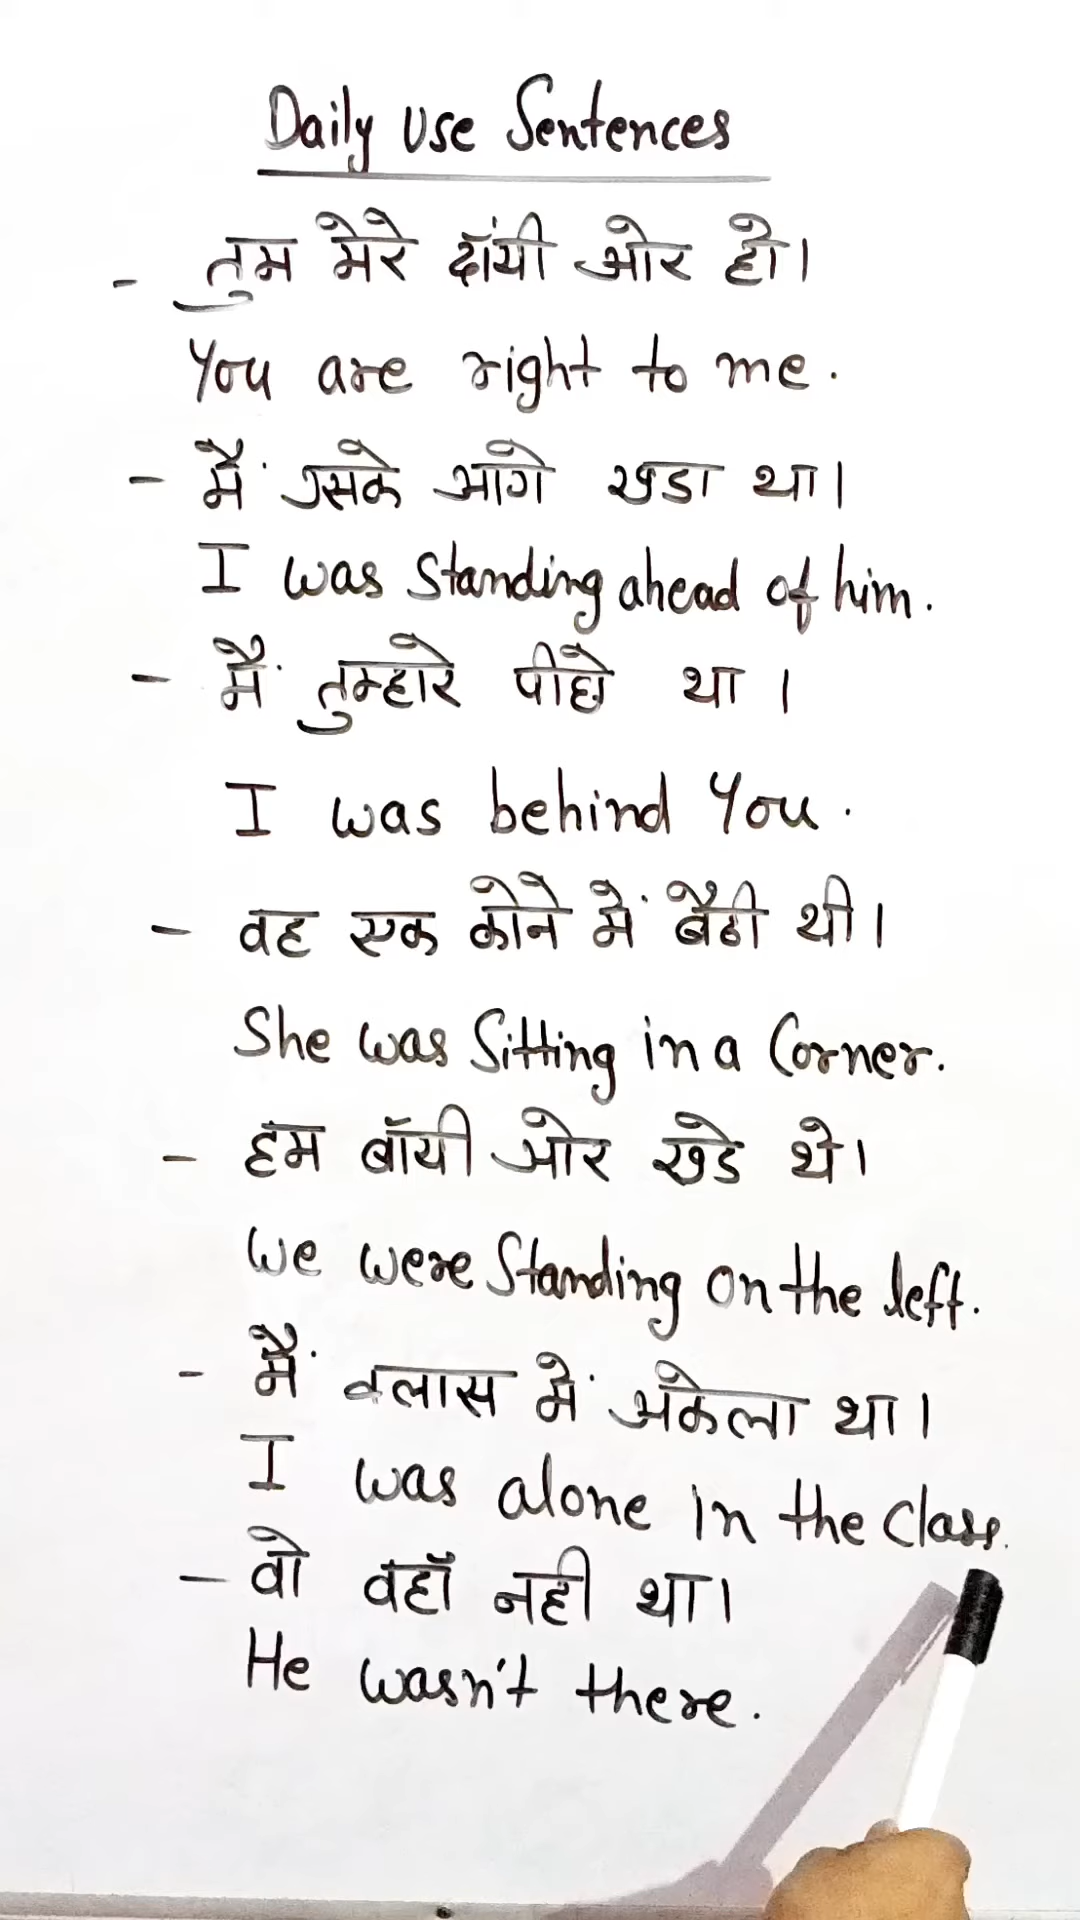 Daily Use Sentences
- तुम मेरे दॉंयी ओर हो।
You are right to me.
- मैं उसके आगे खडा था।
I was standing ahead of him.
- मैं तुम्हारे पीछे था ।
I was behind You.
- वह एक कोने में बैठी थी।
She was Sitting in a Corner.
- हम बॉयी ओर खडे थे।
We were Standing on the left.
- मैं क्लास में अकेला था।
I was alone in the class.
- वो वहॉ नही था।
He wasn't there.